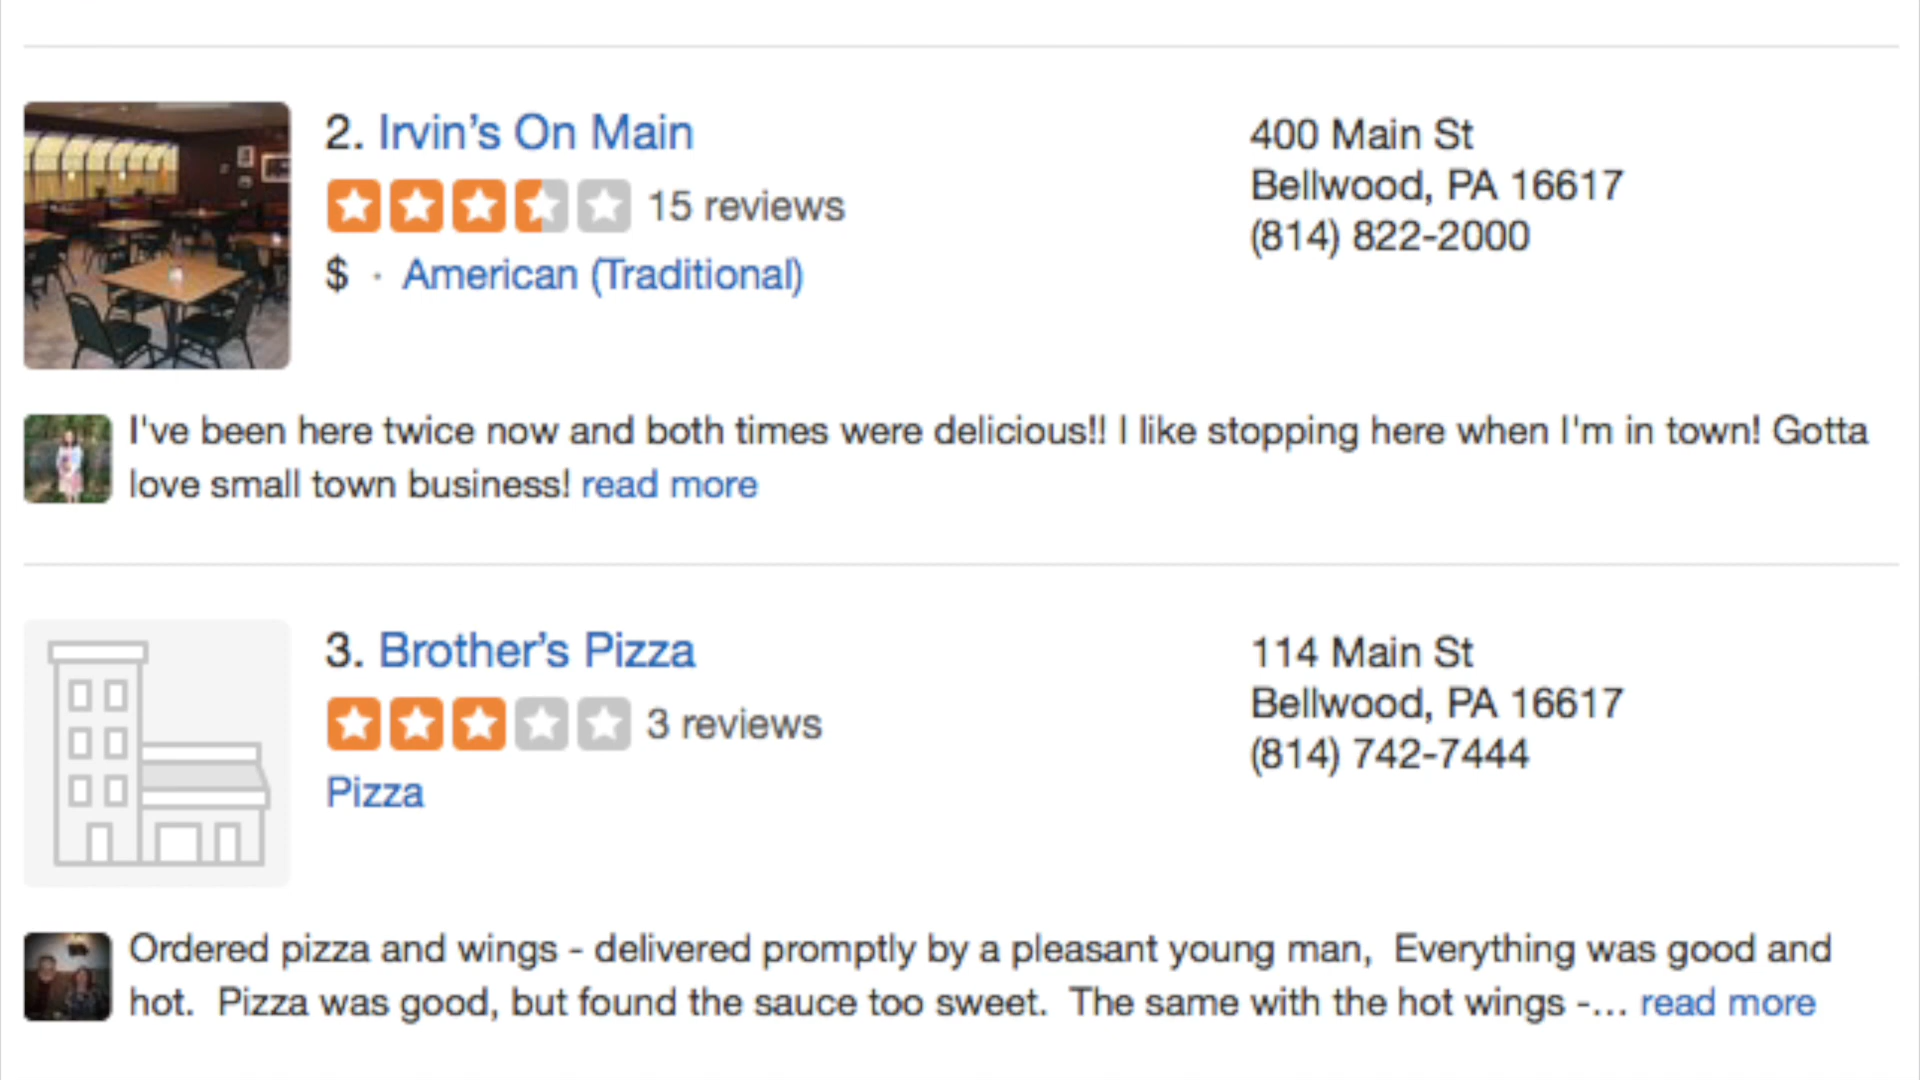 2. Irvin's On Main
15 reviews
$ · American (Traditional)
400 Main St
Bellwood, PA 16617
(814) 822-2000
I've been here twice now and both times were delicious!! I like stopping here when I'm in town! Gotta
love small town business! read more
3. Brother's Pizza
3 reviews
Pizza
114 Main St
Bellwood, PA 16617
(814) 742-7444
Ordered pizza and wings - delivered promptly by a pleasant young man,  Everything was good and
hot.  Pizza was good, but found the sauce too sweet.  The same with the hot wings -... read more